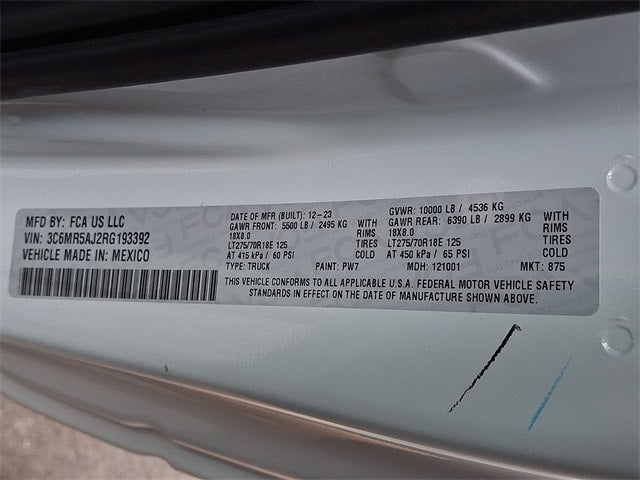 MFD BY: FCA US LLC
VIN: 3C6MR5AJ2RG193392
VEHICLE MADE IN: MEXICO
DATE OF MFR (BUILT): 12-23 GVWR: 10000 LB / 4536 KG
GAWR FRONT: 5500 LB / 2495 KG WITH GAWR REAR: 6390 LB / 2899 KG WITH
18X8.0 RIMS 18X8.0 RIMS
LT275/70R18E 125 TIRES LT275/70R18E 125 TIRES
AT 415 kPa / 60 PSI COLD AT 450 kPa / 65 PSI COLD
TYPE: TRUCK PAINT: PW7 MDH: 121001 MKT: 875
THIS VEHICLE CONFORMS TO ALL APPLICABLE U.S.A. FEDERAL MOTOR VEHICLE SAFETY
STANDARDS IN EFFECT ON THE DATE OF MANUFACTURE SHOWN ABOVE.